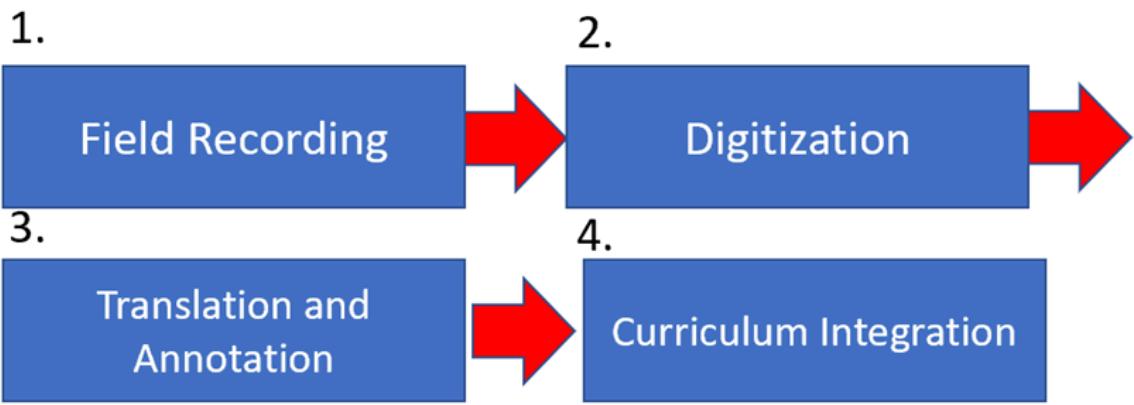 1.
Field Recording
2.
Digitization
3.
Translation and
Annotation
4.
Curriculum Integration